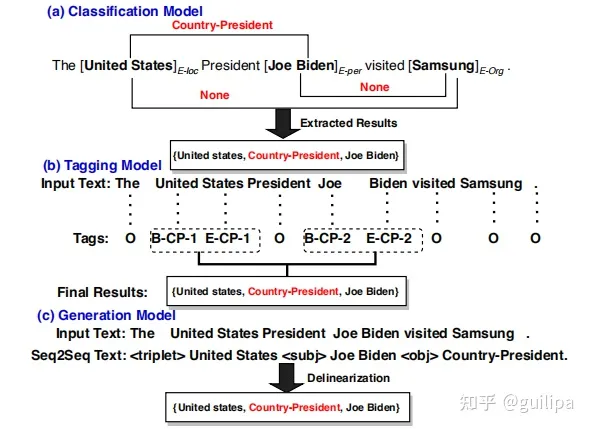 (a) Classification Model
Country-President
The [United States]E-loc President [Joe Biden]E-per visited [Samsung]E-Org .
None
None
Extracted Results
{United states, Country-President, Joe Biden}
(b) Tagging Model
Input Text: The United States President Joe Biden visited Samsung .
Tags: O B-CP-1 E-CP-1 O B-CP-2 E-CP-2 O O O
Final Results: {United states, Country-President, Joe Biden}
(c) Generation Model
Input Text: The United States President Joe Biden visited Samsung .
Seq2Seq Text: <triplet> United States <subj> Joe Biden <obj> Country-President.
Delinearization
{United states, Country-President, Joe Biden}
知乎 @guilipa